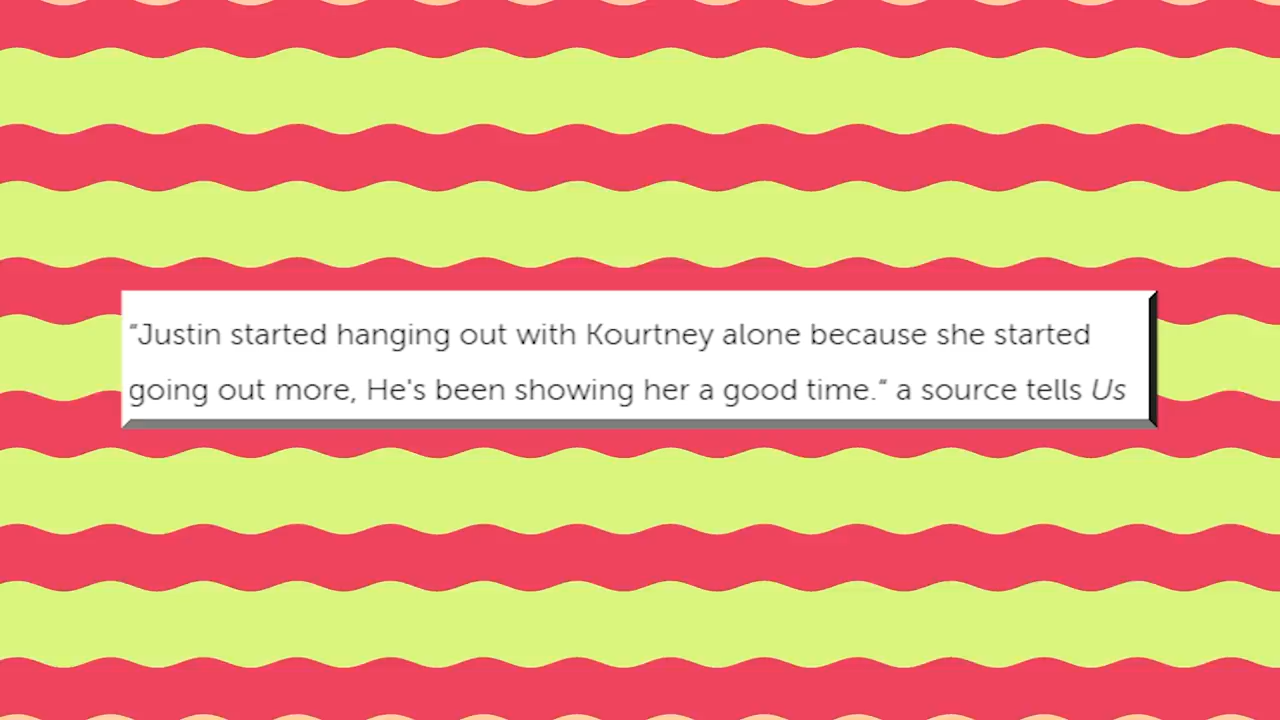 “Justin started hanging out with Kourtney alone because she started
going out more, He's been showing her a good time.“ a source tells Us